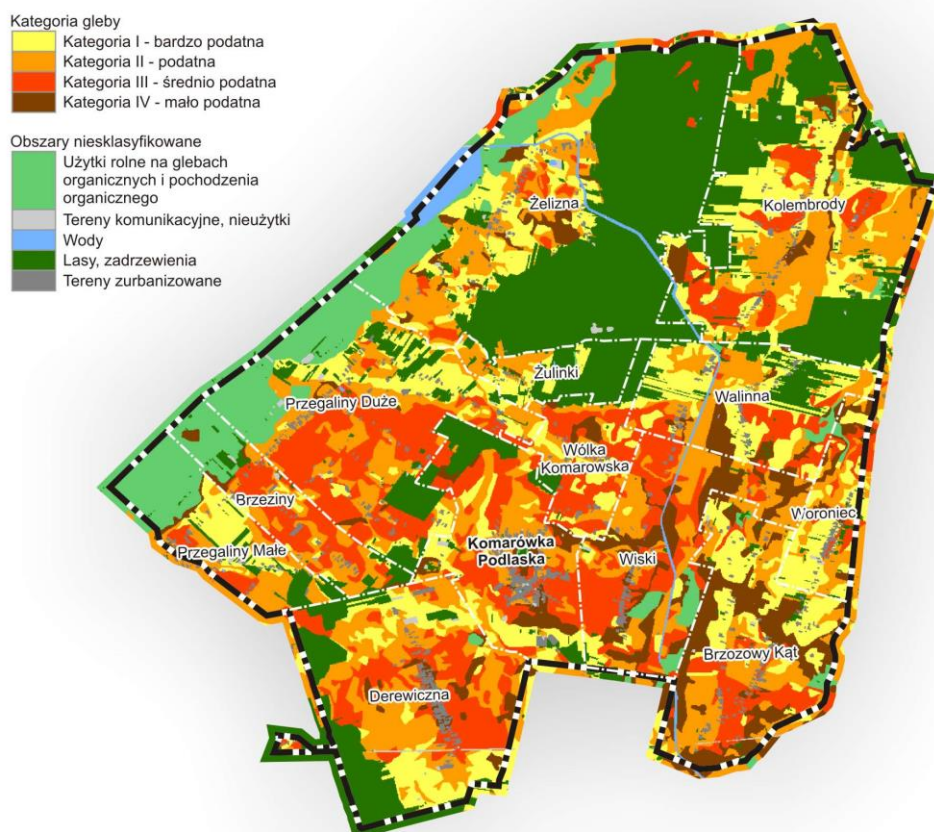 Kategoria gleby
Kategoria I - bardzo podatna
Kategoria II - podatna
Kategoria III - średnio podatna
Kategoria IV - mało podatna
Obszary niesklasyfikowane
Użytki rolne na glebach
organicznych i pochodzenia
organicznego
Tereny komunikacyjne, nieużytki
Wody
Lasy, zadrzewienia
Tereny zurbanizowane
Żelizna
Kolembrody
Żulinki
Przegaliny Duże
Walinna
Wólka
Komarowska
Brzeziny
Woroniec
Przegaliny Małe
Komarówka
Podlaska
Wiski
Brzozowy Kąt
Derewiczna